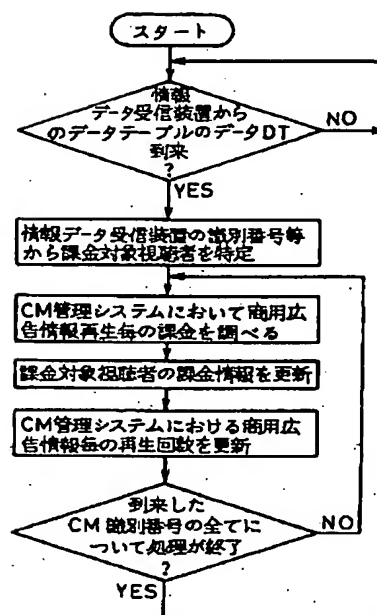 スタート
情報
データ受信装置から
のデータテーブルのデータDT
到来
?
NO
YES
情報データ受信装置の識別番号等
から課金対象視聴者を特定
CM管理システムにおいて商用広
告情報再生毎の課金を調べる
課金対象視聴者の課金情報を更新
CM管理システムにおける商用広
告情報毎の再生回数を更新
到来した
CM識別番号の全てに
ついて処理が終了
?
NO
YES